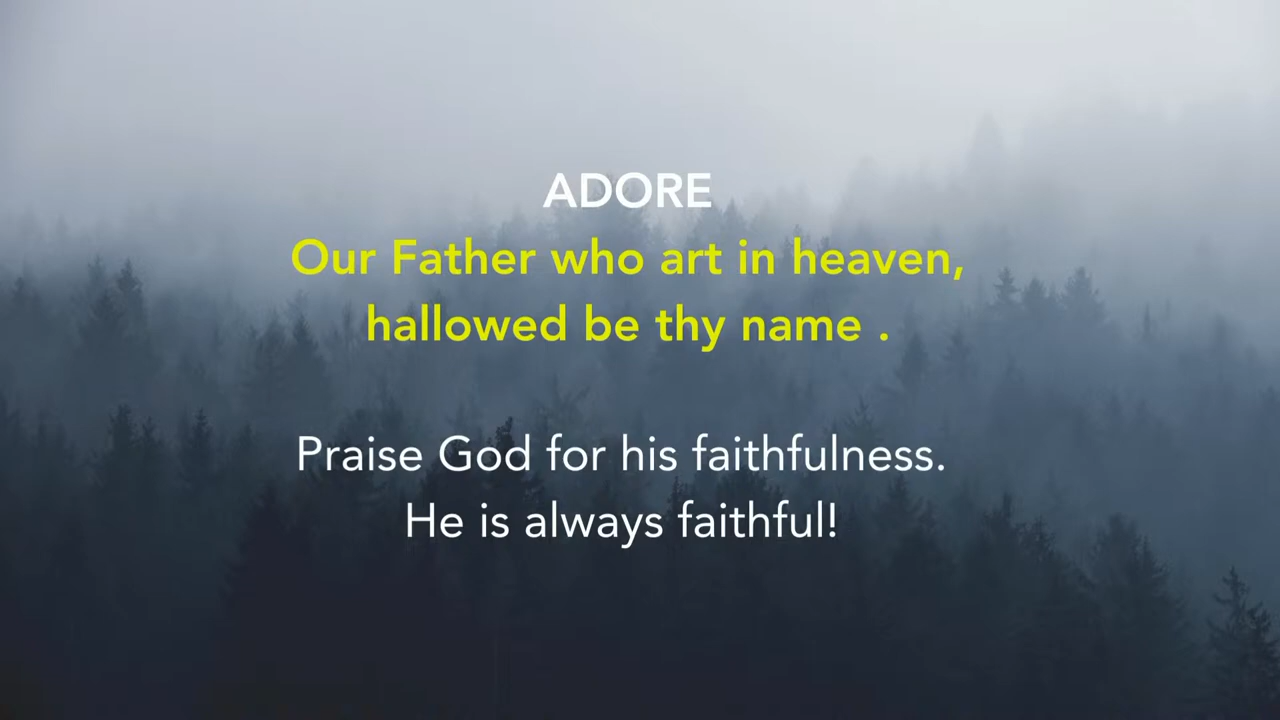 ADORE
Our Father who art in heaven,
hallowed be thy name .
Praise God for his faithfulness.
He is always faithful!